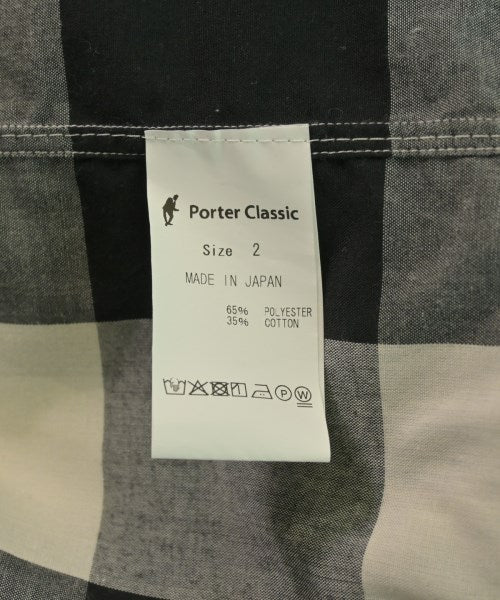 Porter Classic
Size 2
MADE IN JAPAN
65% POLYESTER
35% COTTON
P W